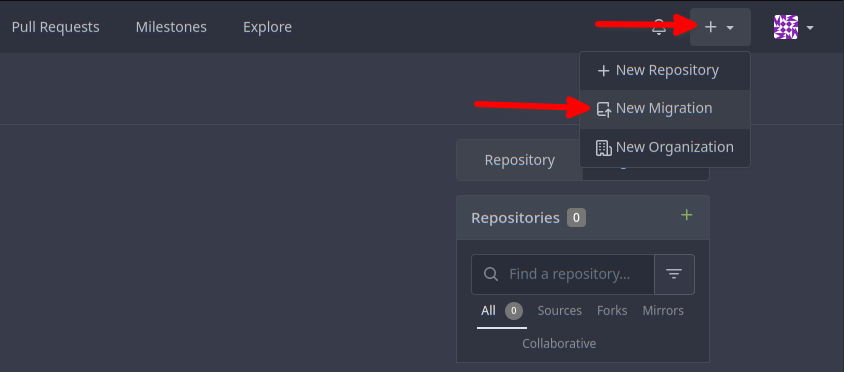 Pull Requests Milestones Explore
New Repository
New Migration
New Organization
Repository
Repositories 0
Find a repository...
All 0 Sources Forks Mirrors
Collaborative